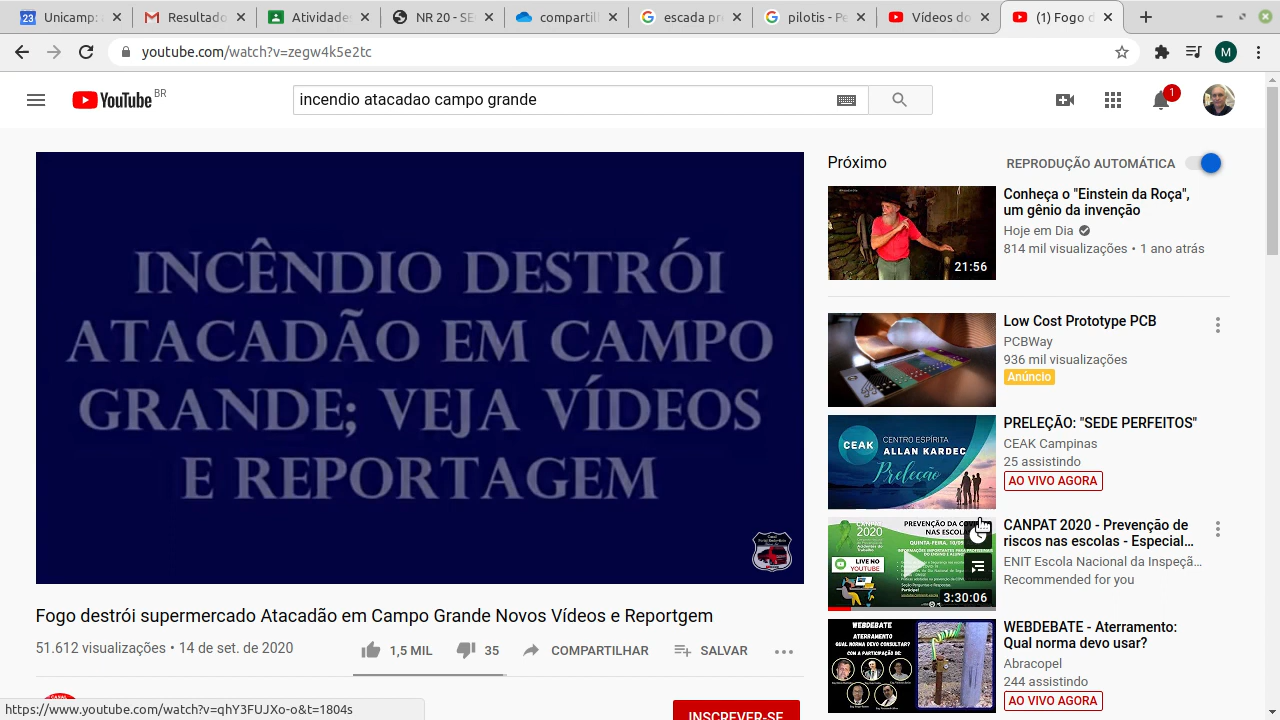 Unicamp:
Resultado
Atividades
NR 20 - SE
compartilh
escada pr
pilotis - Pe
Vídeos do
(1) Fogo d
youtube.com/watch?v=zegw4k5e2tc
M
YouTube BR
incendio atacadao campo grande
1
INCÊNDIO DESTRÓI
ATACADÃO EM CAMPO
GRANDE; VEJA VÍDEOS
E REPORTAGEM
Fogo destrói supermercado Atacadão em Campo Grande Novos Vídeos e Reportgem
51.612 visualizações • 14 de set. de 2020
1,5 MIL
35
COMPARTILHAR
SALVAR
INSCREVER-SE
Próximo
REPRODUÇÃO AUTOMÁTICA
21:56
Conheça o "Einstein da Roça",
um gênio da invenção
Hoje em Dia
814 mil visualizações • 1 ano atrás
Low Cost Prototype PCB
PCBWay
936 mil visualizações
Anúncio
CEAK
CENTRO ESPÍRITA
ALLAN KARDEC
Preleção
PRELEÇÃO: "SEDE PERFEITOS"
CEAK Campinas
25 assistindo
AO VIVO AGORA
CANPAT
2020
PREVENÇÃO DA
NAS ESCOL
QUINTA-FEIRA, 10/09
LIVE NO
YOUTUBE
3:30:06
CANPAT 2020 - Prevenção de
riscos nas escolas - Especial...
ENIT Escola Nacional da Inspeçã...
Recommended for you
WEBDEBATE
ATERRAMENTO
QUAL NORMA DEVO CONSULTAR?
COM A PARTICIPAÇÃO DE:
WEBDEBATE - Aterramento:
Qual norma devo usar?
Abracopel
244 assistindo
AO VIVO AGORA